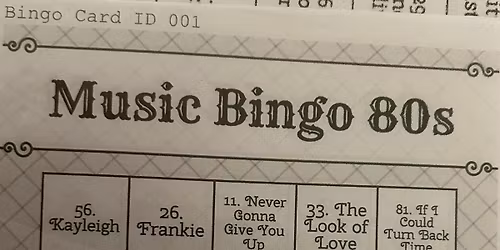 Bingo Card ID 001
Music Bingo 80s
56. Kayleigh
26. Frankie
11. Never Gonna Give You Up
33. The Look of Love
81. If I Could Turn Back Time